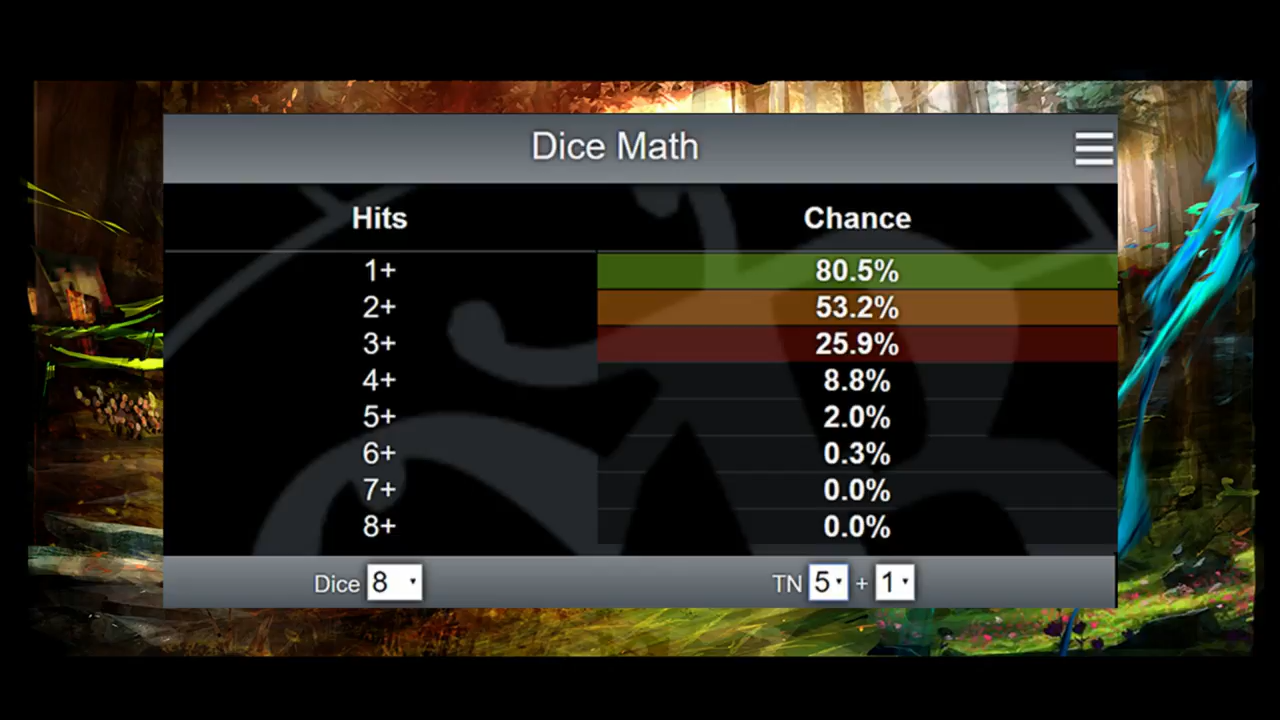 Dice Math
Hits Chance
1+ 80.5%
2+ 53.2%
3+ 25.9%
4+ 8.8%
5+ 2.0%
6+ 0.3%
7+ 0.0%
8+ 0.0%
Dice 8 TN 5 + 1